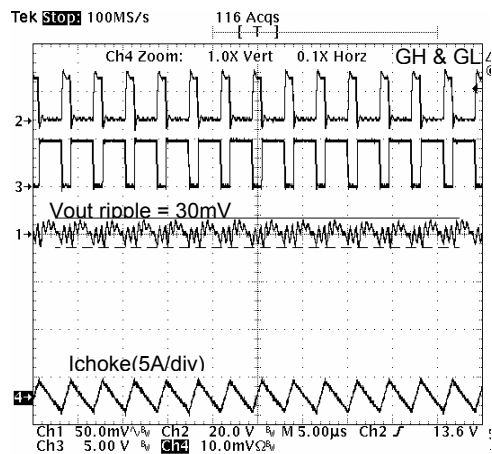 Tek Stop: 100MS/s 116 Acqs
[ T ]
Ch4 Zoom: 1.0X Vert 0.1X Horz GH & GL
2
3
Vout ripple = 30mV
1
Ichoke(5A/div)
4
Ch1 50.0mV Ch2 20.0 V M 5.00µs Ch2 13.6 V
Ch3 5.00 V Ch4 10.0mVΩ